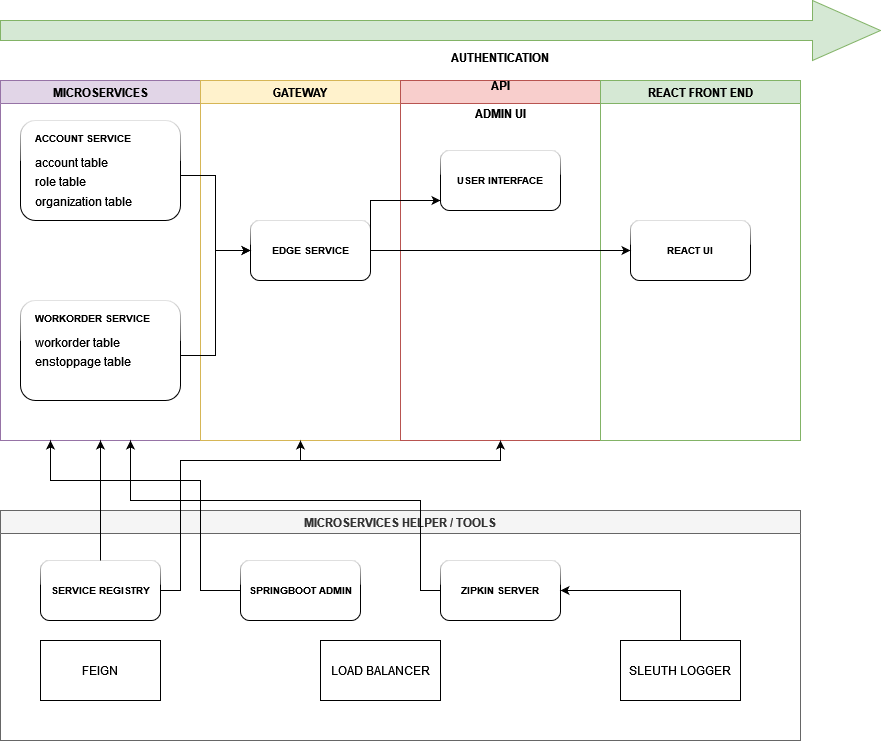 AUTHENTICATION
MICROSERVICES
GATEWAY
API
REACT FRONT END
ADMIN UI
ACCOUNT SERVICE
account table
role table
organization table
USER INTERFACE
EDGE SERVICE
REACT UI
WORKORDER SERVICE
workorder table
enstoppage table
MICROSERVICES HELPER / TOOLS
SERVICE REGISTRY
SPRINGBOOT ADMIN
ZIPKIN SERVER
FEIGN
LOAD BALANCER
SLEUTH LOGGER